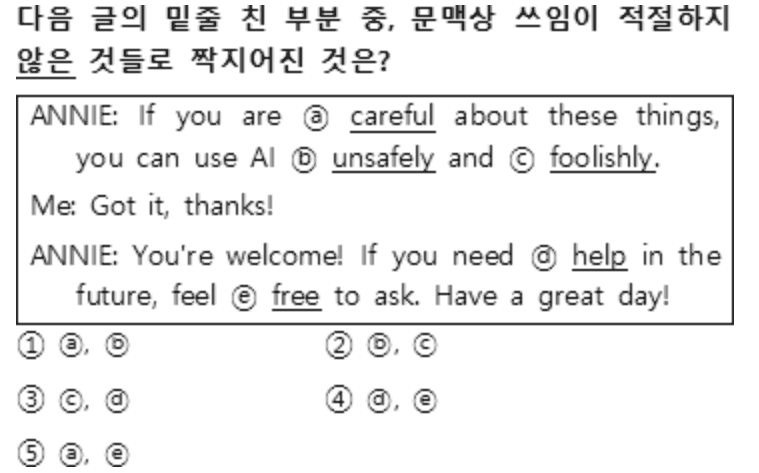 다음 글의 밑줄 친 부분 중, 문맥상 쓰임이 적절하지
않은 것들로 짝지어진 것은?
ANNIE: If you are ⓐ careful about these things,
you can use AI ⓑ unsafely and ⓒ foolishly.
Me: Got it, thanks!
ANNIE: You're welcome! If you need ⓓ help in the
future, feel ⓔ free to ask. Have a great day!
① ⓐ, ⓑ ② ⓑ, ⓒ
③ ⓒ, ⓓ ④ ⓓ, ⓔ
⑤ ⓐ, ⓔ